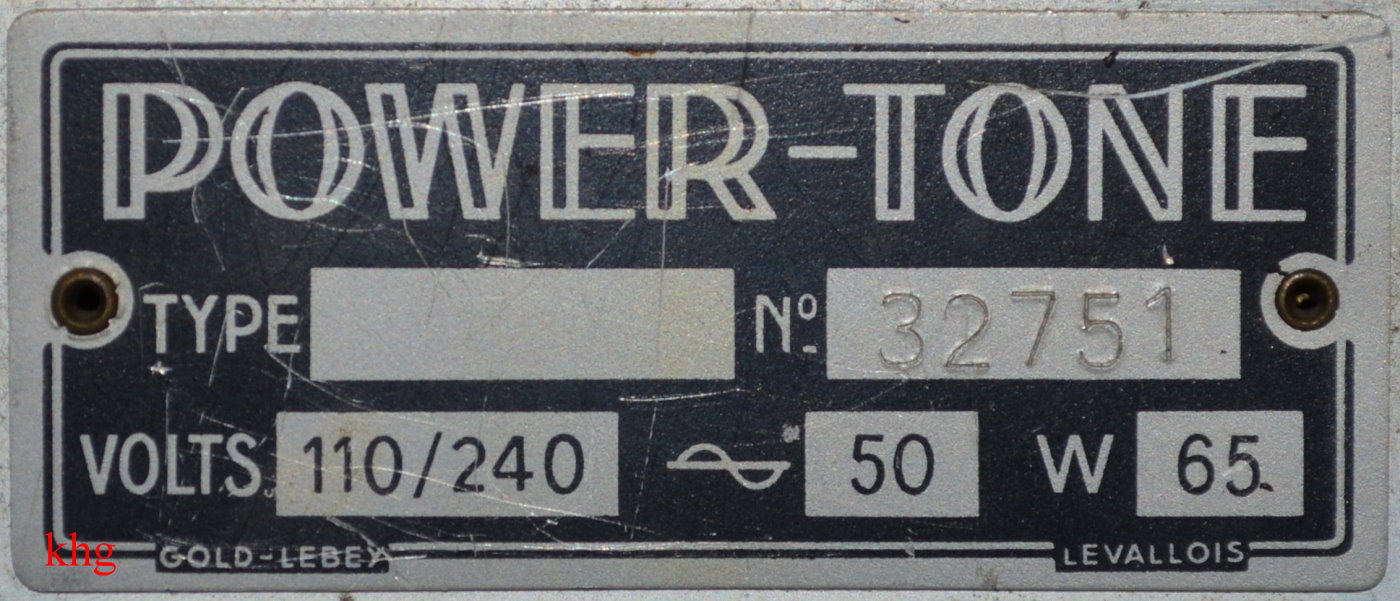 POWER-TONE
TYPE Nº 32751
VOLTS. 110/240 50 W 65
khg
GOLD-LEBEY LEVALLOIS